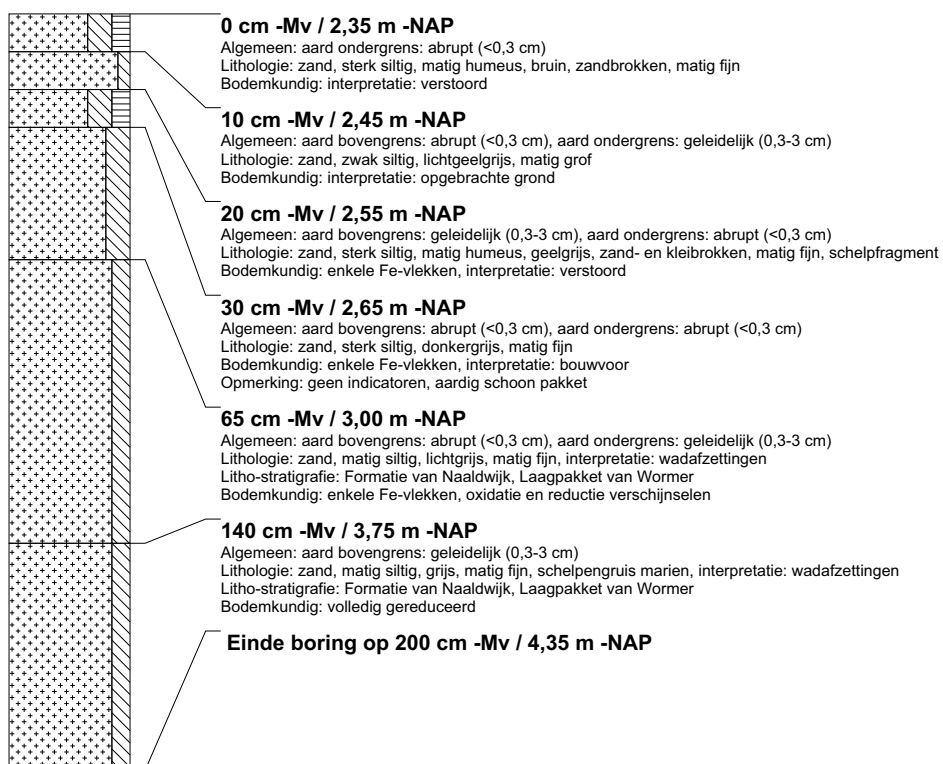 0 cm -Mv / 2,35 m -NAP
Algemeen: aard ondergrens: abrupt (<0,3 cm)
Lithologie: zand, sterk siltig, matig humeus, bruin, zandbrokken, matig fijn
Bodemkundig: interpretatie: verstoord
10 cm -Mv / 2,45 m -NAP
Algemeen: aard bovengrens: abrupt (<0,3 cm), aard ondergrens: geleidelijk (0,3-3 cm)
Lithologie: zand, zwak siltig, lichtgeelgrijs, matig grof
Bodemkundig: interpretatie: opgebrachte grond
20 cm -Mv / 2,55 m -NAP
Algemeen: aard bovengrens: geleidelijk (0,3-3 cm), aard ondergrens: abrupt (<0,3 cm)
Lithologie: zand, sterk siltig, matig humeus, geelgrijs, zand- en kleibrokken, matig fijn, schelpfragment
Bodemkundig: enkele Fe-vlekken, interpretatie: verstoord
30 cm -Mv / 2,65 m -NAP
Algemeen: aard bovengrens: abrupt (<0,3 cm), aard ondergrens: abrupt (<0,3 cm)
Lithologie: zand, sterk siltig, donkergrijs, matig fijn
Bodemkundig: enkele Fe-vlekken, interpretatie: bouwvoor
Opmerking: geen indicatoren, aardig schoon pakket
65 cm -Mv / 3,00 m -NAP
Algemeen: aard bovengrens: abrupt (<0,3 cm), aard ondergrens: geleidelijk (0,3-3 cm)
Lithologie: zand, matig siltig, lichtgrijs, matig fijn, interpretatie: wadafzettingen
Litho-stratigrafie: Formatie van Naaldwijk, Laagpakket van Wormer
Bodemkundig: enkele Fe-vlekken, oxidatie en reductie verschijnselen
140 cm -Mv / 3,75 m -NAP
Algemeen: aard bovengrens: geleidelijk (0,3-3 cm)
Lithologie: zand, matig siltig, grijs, matig fijn, schelpengruis marien, interpretatie: wadafzettingen
Litho-stratigrafie: Formatie van Naaldwijk, Laagpakket van Wormer
Bodemkundig: volledig gereduceerd
Einde boring op 200 cm -Mv / 4,35 m -NAP